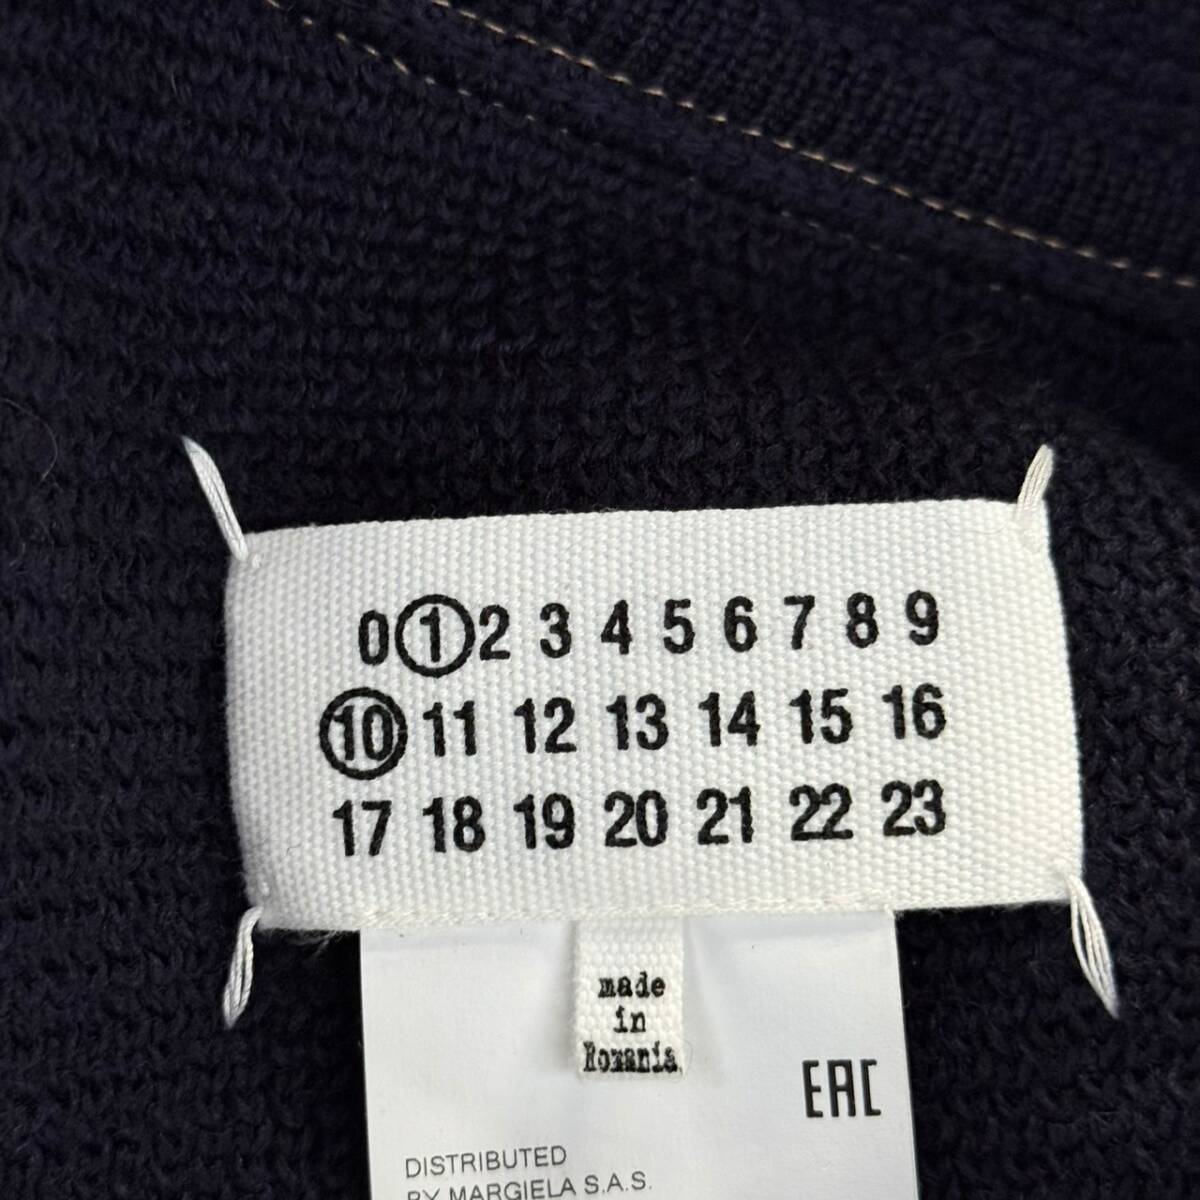 0 1 2 3 4 5 6 7 8 9
10 11 12 13 14 15 16
17 18 19 20 21 22 23
made
in
Romania
EAC
DISTRIBUTED
BY MARGIELA S.A.S.